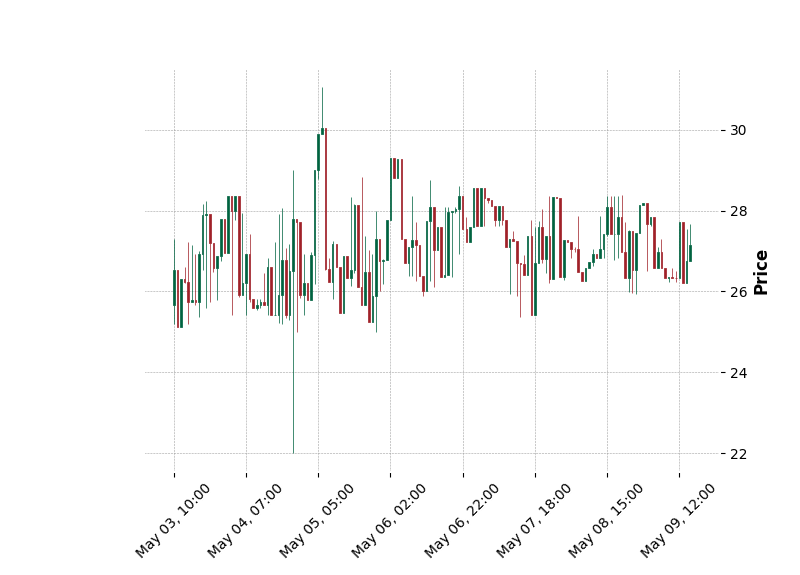 30
28
26
24
22
Price
May 03, 10:00
May 04, 07:00
May 05, 05:00
May 06, 02:00
May 06, 22:00
May 07, 18:00
May 08, 15:00
May 09, 12:00